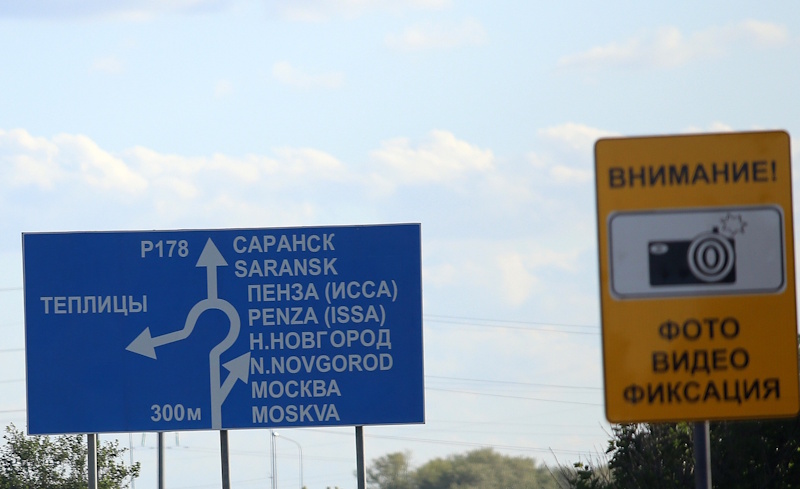 Р178
САРАНСК
SARANSK
ТЕПЛИЦЫ
ПЕНЗА (ИССА)
PENZA (ISSA)
Н.НОВГОРОД
N.NOVGOROD
МОСКВА
MOSKVA
300м
ВНИМАНИЕ!
ФОТО
ВИДЕО
ФИКСАЦИЯ